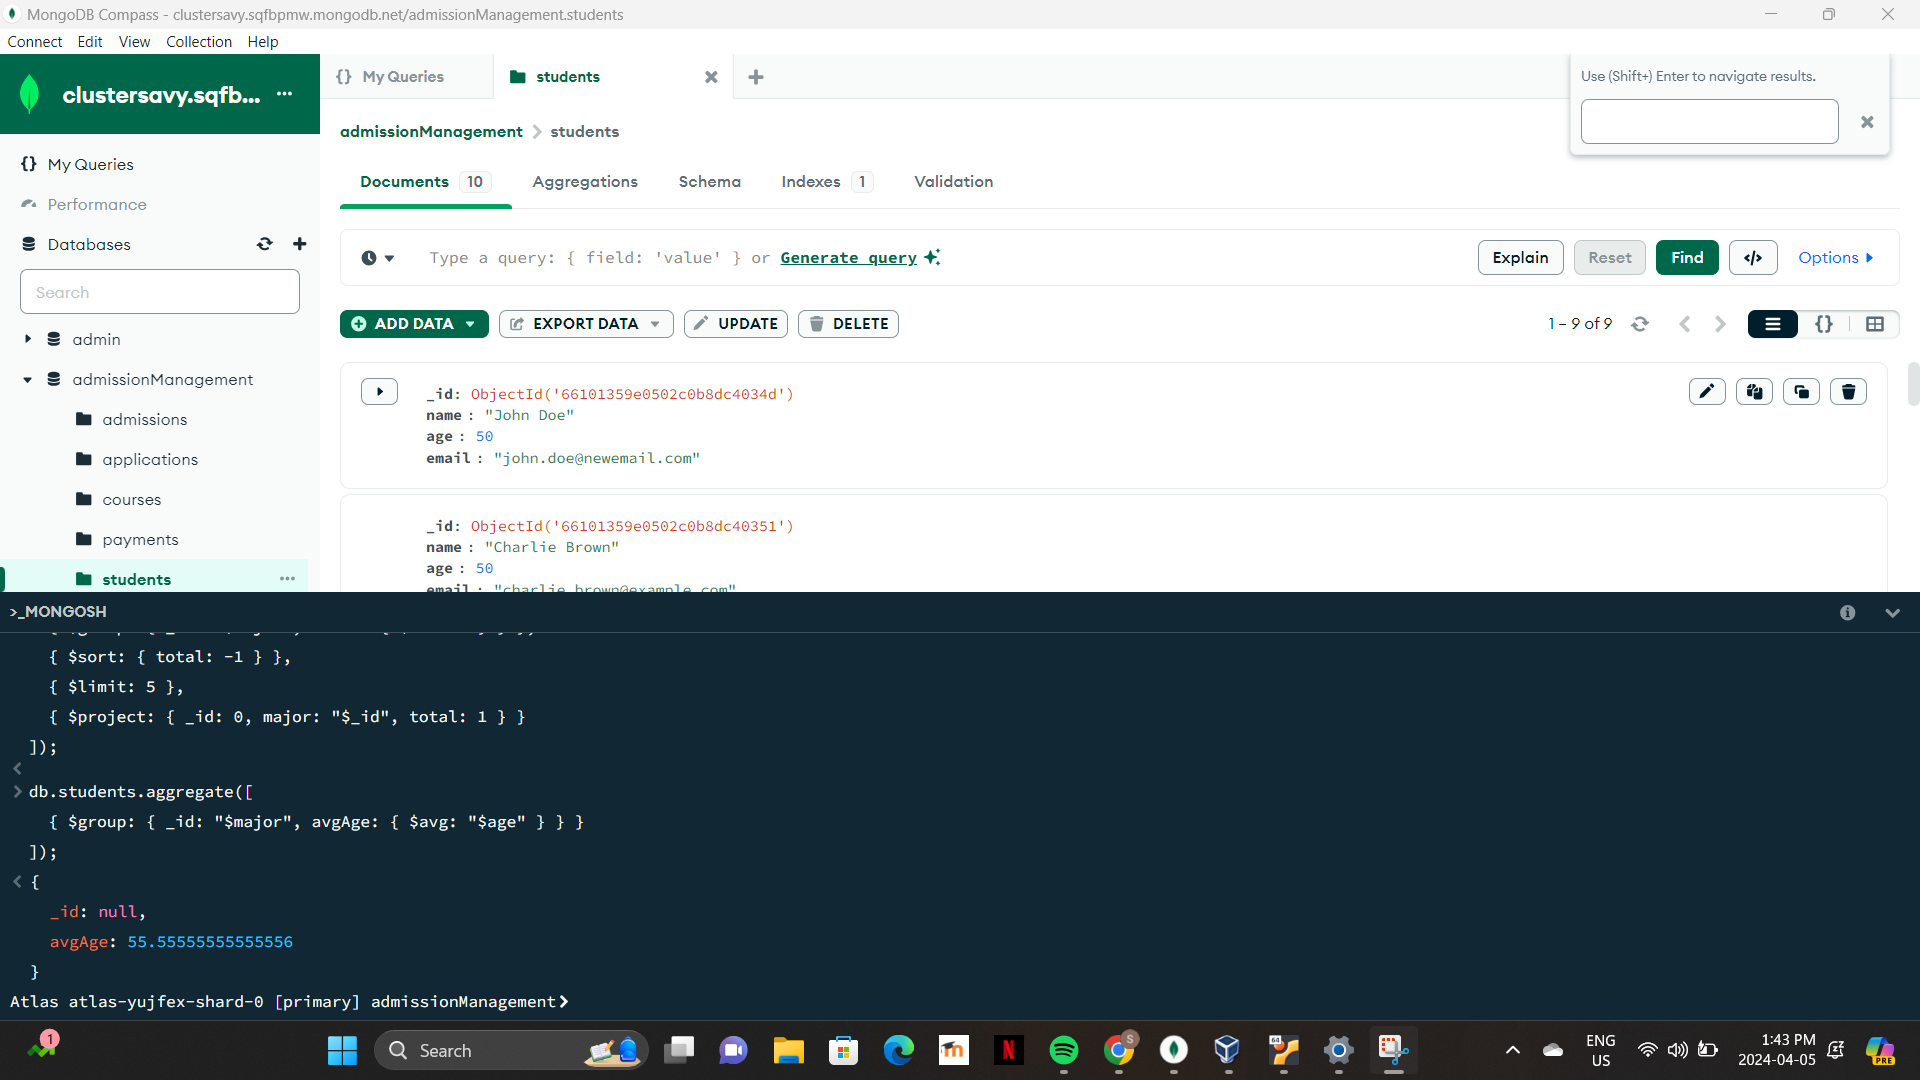 MongoDB Compass - clustersavy.sqfbpmw.mongodb.net/admissionManagement.students
Connect Edit View Collection Help
clustersavy.sqfb... ···
My Queries
Performance
Databases
Search
admin
admissionManagement
admissions
applications
courses
payments
students ···
{} My Queries
students
Use (Shift+) Enter to navigate results.
admissionManagement > students
Documents 10 Aggregations Schema Indexes 1 Validation
Type a query: { field: 'value' } or Generate query
Explain Reset Find </> Options
ADD DATA EXPORT DATA UPDATE DELETE
1 – 9 of 9 {}
_id: ObjectId('66101359e0502c0b8dc4034d')
name : "John Doe"
age : 50
email : "john.doe@newemail.com"
_id: ObjectId('66101359e0502c0b8dc40351')
name : "Charlie Brown"
age : 50
email : "charlie.brown@example.com"
>_MONGOSH
{ $sort: { total: -1 } },
{ $limit: 5 },
{ $project: { _id: 0, major: "$_id", total: 1 } }
]);
<
> db.students.aggregate([
{ $group: { _id: "$major", avgAge: { $avg: "$age" } } }
]);
< {
_id: null,
avgAge: 55.55555555555556
}
Atlas atlas-yujfex-shard-0 [primary] admissionManagement>
1
Search
m
N
S
64
ENG
US
1:43 PM
2024-04-05
PRE